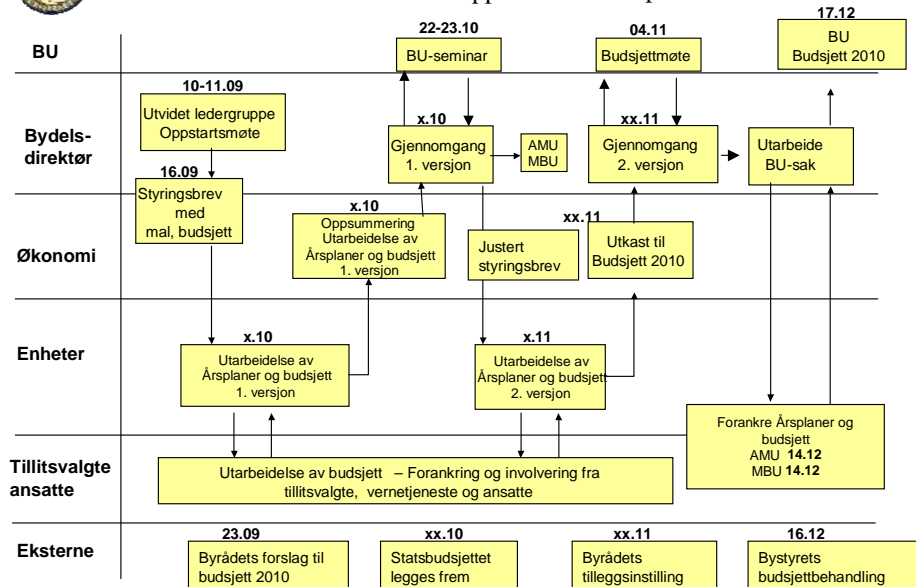 22-23.10
04.11
17.12
BU
BU-seminar
Budsjettmøte
BU
Budsjett 2010
10-11.09
Utvidet ledergruppe
Oppstartsmøte
Bydels-
direktør
x.10
Gjennomgang
1. versjon
AMU
MBU
xx.11
Gjennomgang
2. versjon
Utarbeide
BU-sak
16.09
Styringsbrev
med
mal, budsjett
Økonomi
x.10
Oppsummering
Utarbeidelse av
Årsplaner og budsjett
1. versjon
Justert
styringsbrev
xx.11
Utkast til
Budsjett 2010
Enheter
x.10
Utarbeidelse av
Årsplaner og budsjett
1. versjon
x.11
Utarbeidelse av
Årsplaner og budsjett
2. versjon
Forankre Årsplaner og
budsjett
AMU 14.12
MBU 14.12
Tillitsvalgte
ansatte
Utarbeidelse av budsjett – Forankring og involvering fra
tillitsvalgte, vernetjeneste og ansatte
Eksterne
23.09
Byrådets forslag til
budsjett 2010
xx.10
Statsbudsjettet
legges frem
xx.11
Byrådets
tilleggsinstilling
16.12
Bystyrets
budsjettbehandling